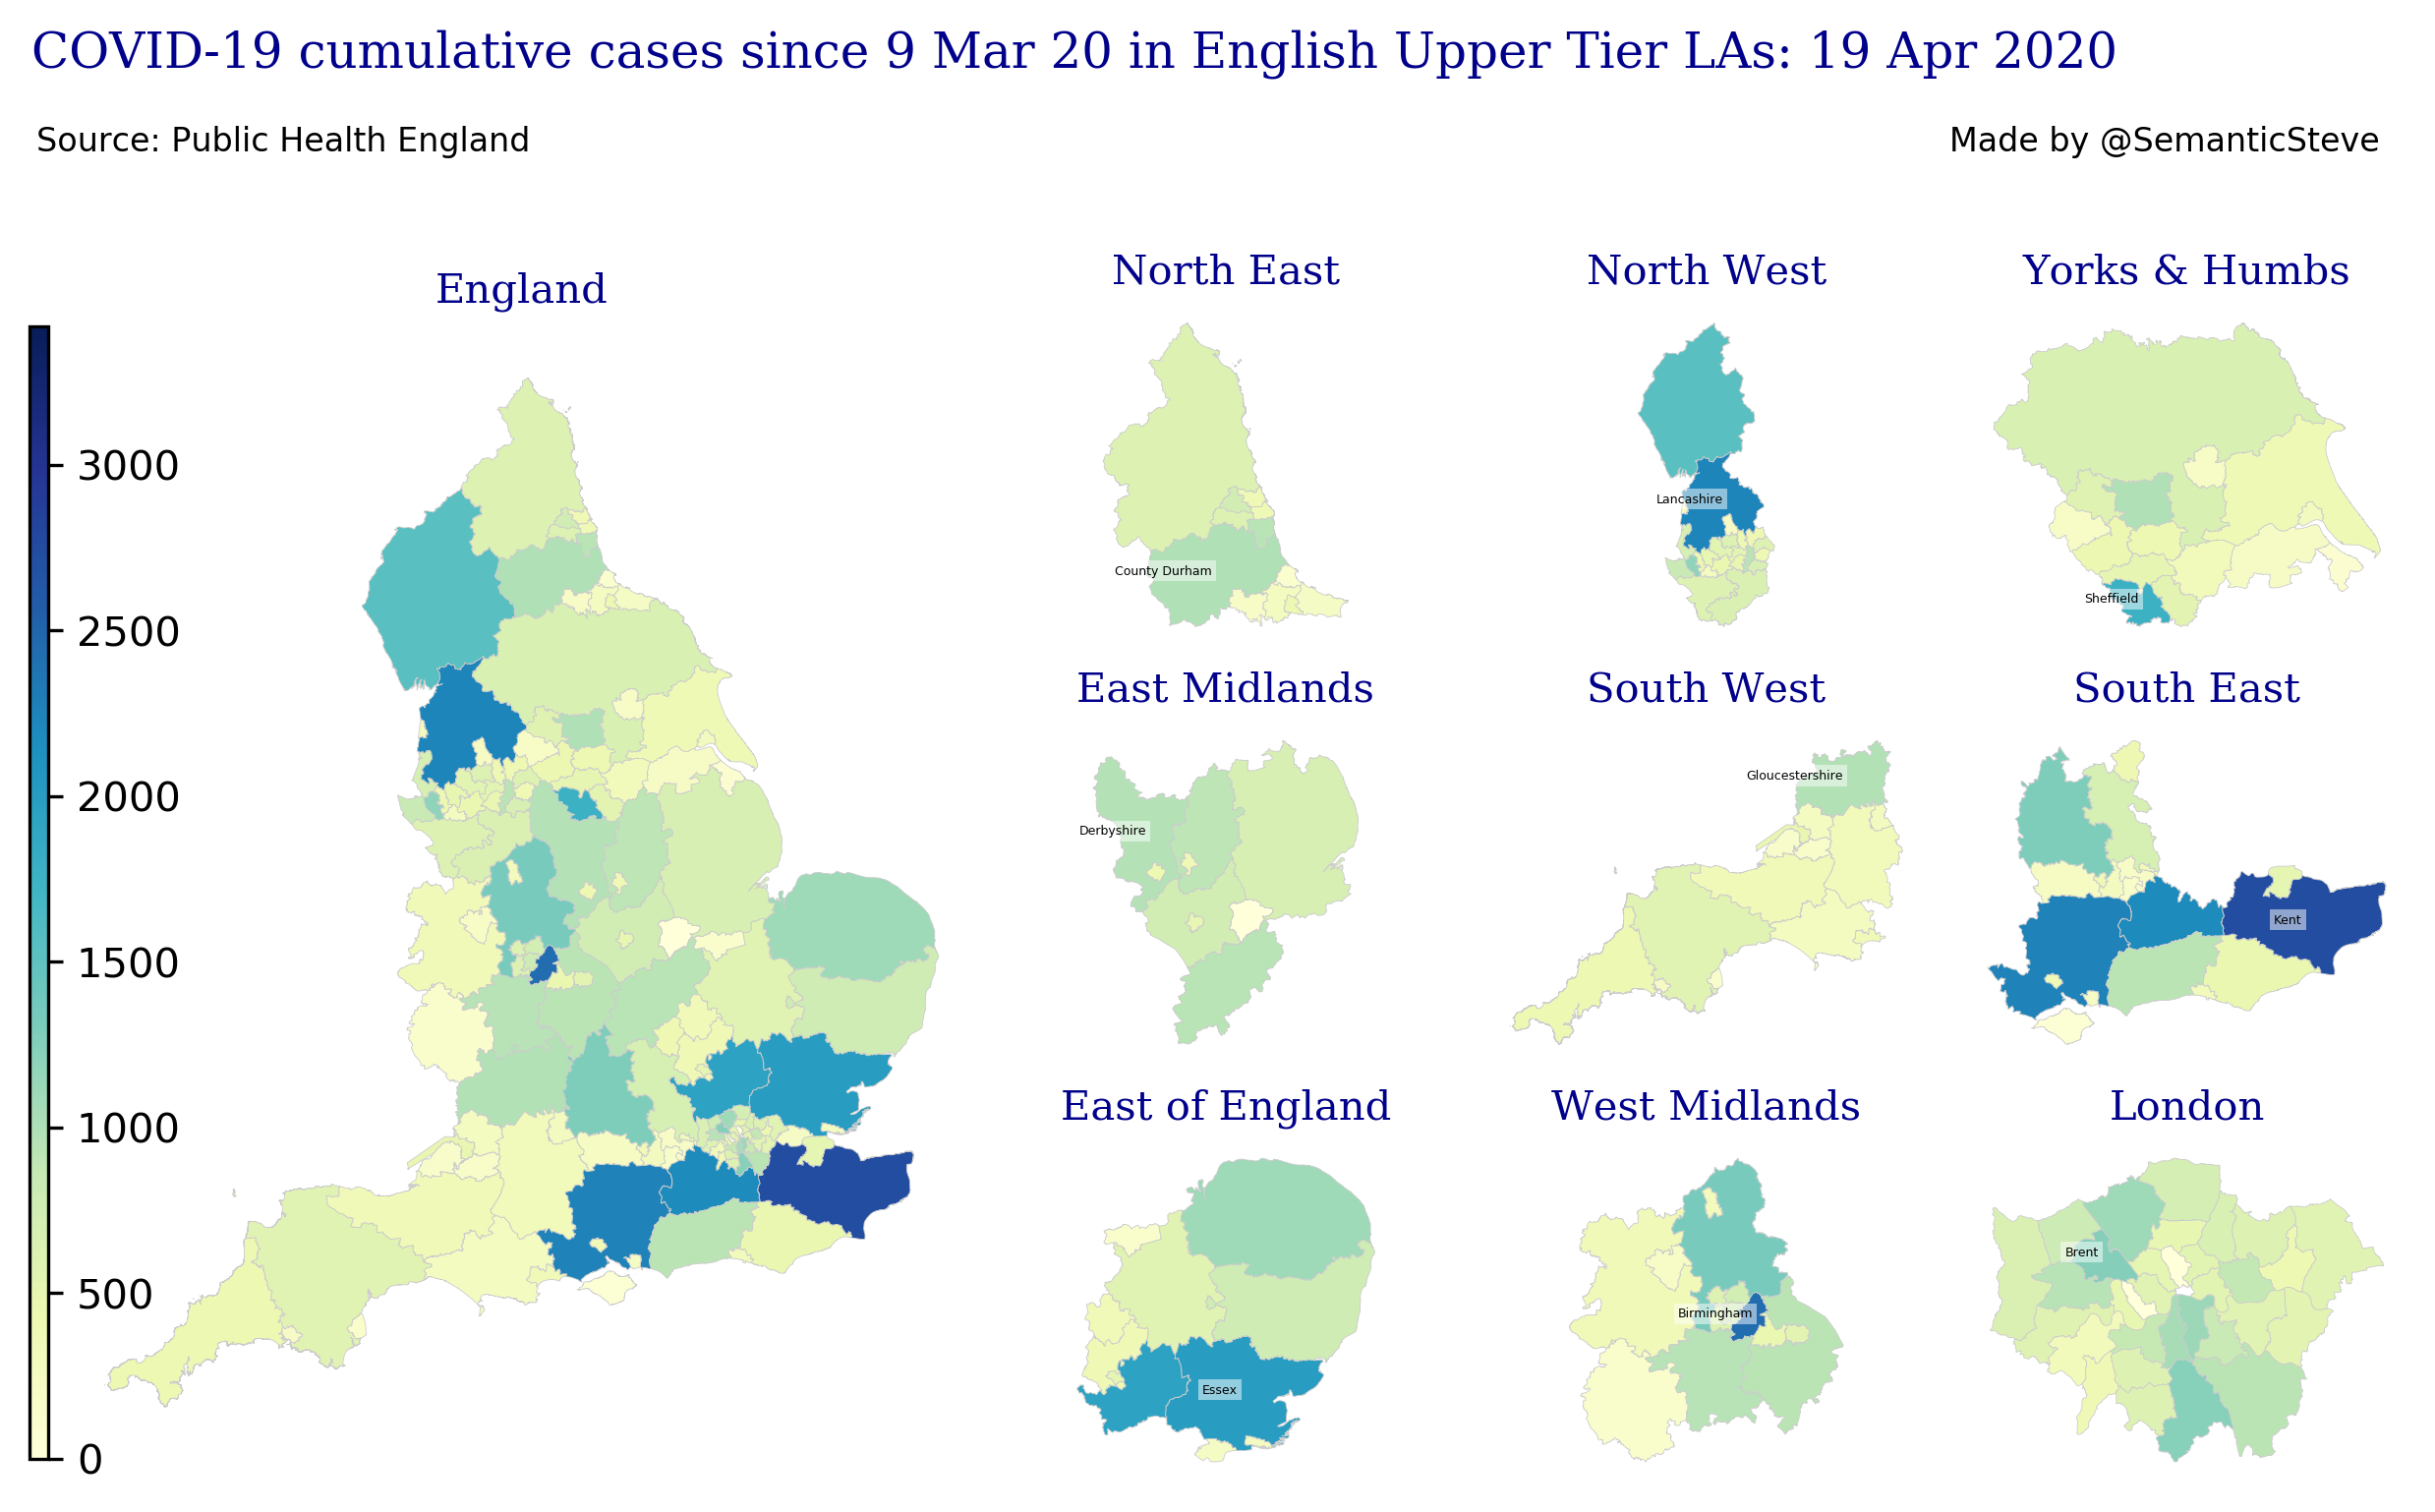 COVID-19 cumulative cases since 9 Mar 20 in English Upper Tier LAs: 19 Apr 2020
Source: Public Health England
Made by @SemanticSteve
England
3000
2500
2000
1500
1000
500
0
North East
County Durham
North West
Lancashire
Yorks & Humbs
Sheffield
East Midlands
Derbyshire
South West
Gloucestershire
South East
Kent
East of England
Essex
West Midlands
Birmingham
London
Brent